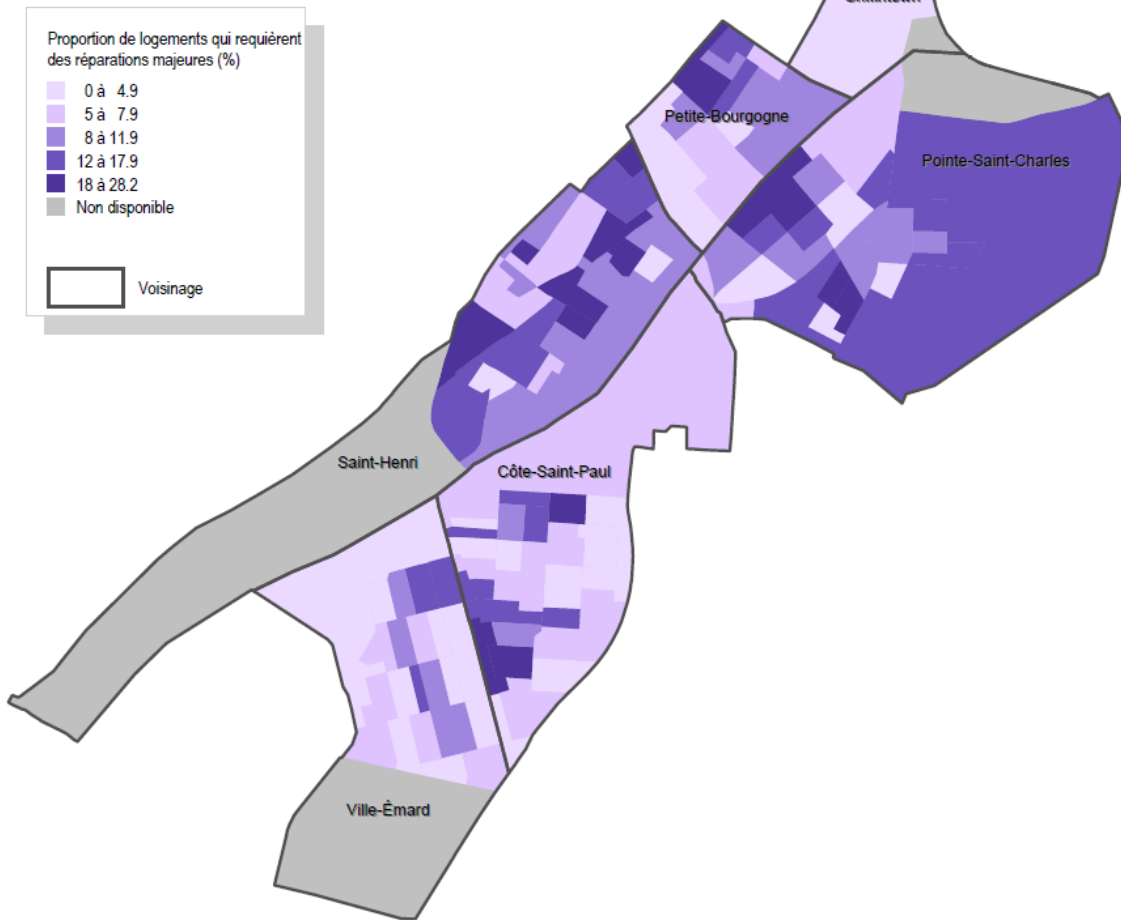 Proportion de logements qui requièrent
des réparations majeures (%)
0 à 4.9
5 à 7.9
8 à 11.9
12 à 17.9
18 à 28.2
Non disponible
Voisinage
Petite-Bourgogne
Pointe-Saint-Charles
Saint-Henri
Côte-Saint-Paul
Ville-Émard